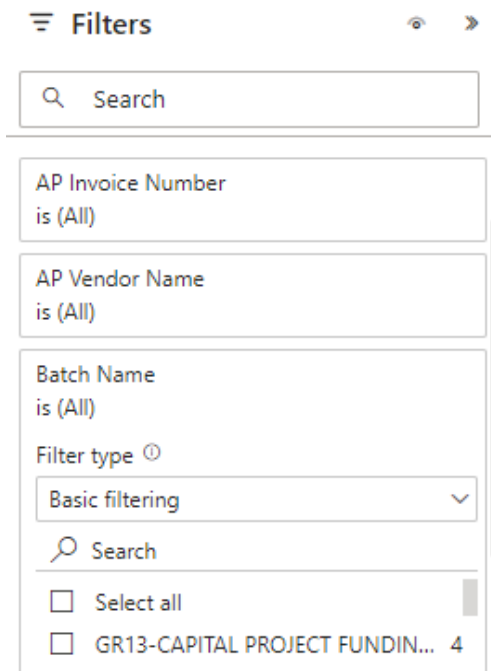 Filters
Search
AP Invoice Number
is (All)
AP Vendor Name
is (All)
Batch Name
is (All)
Filter type
Basic filtering
Search
Select all
GR13-CAPITAL PROJECT FUNDIN... 4